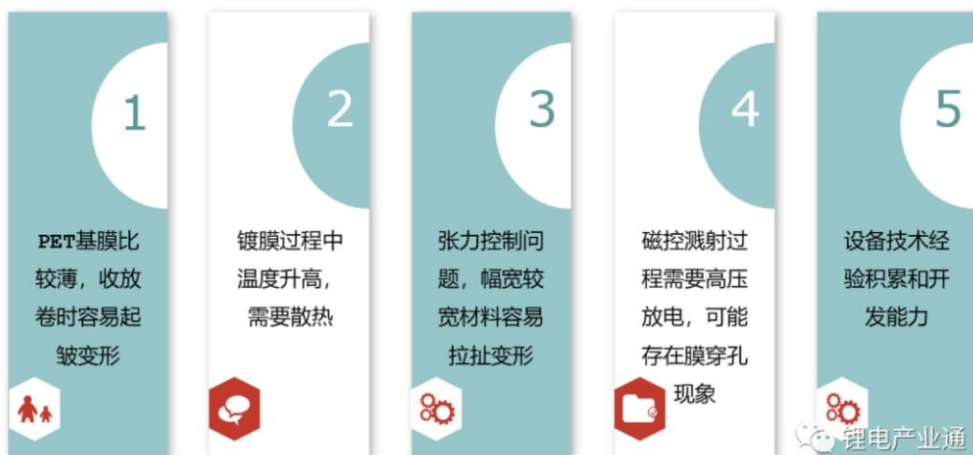 1
PET基膜比
较薄，收放
卷时容易起
皱变形
2
镀膜过程中
温度升高，
需要散热
3
张力控制问
题，幅宽较
宽材料容易
拉扯变形
4
磁控溅射过
程需要高压
放电，可能
存在膜穿孔
现象
5
设备技术经
验积累和开
发能力
锂电产业通